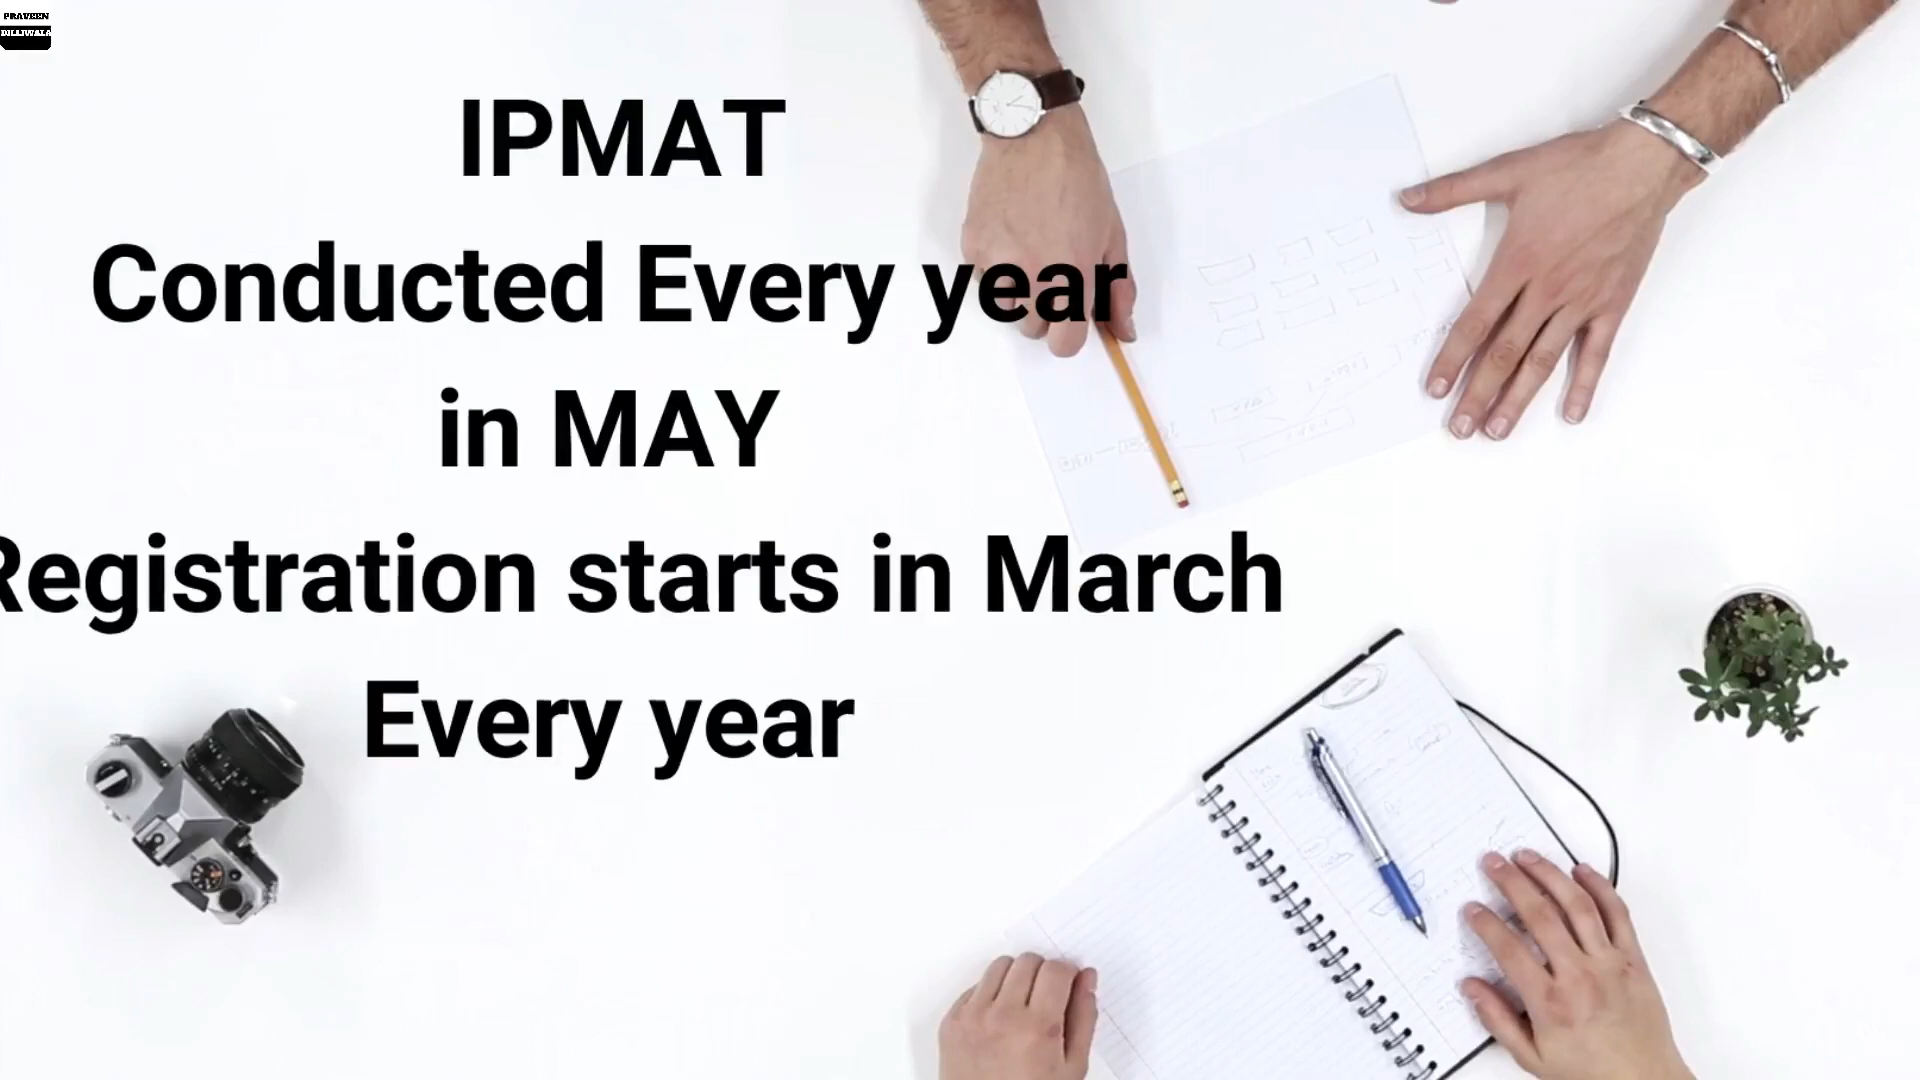 PRAVEEN
DILLIWALA
IPMAT
Conducted Every year
in MAY
Registration starts in March
Every year